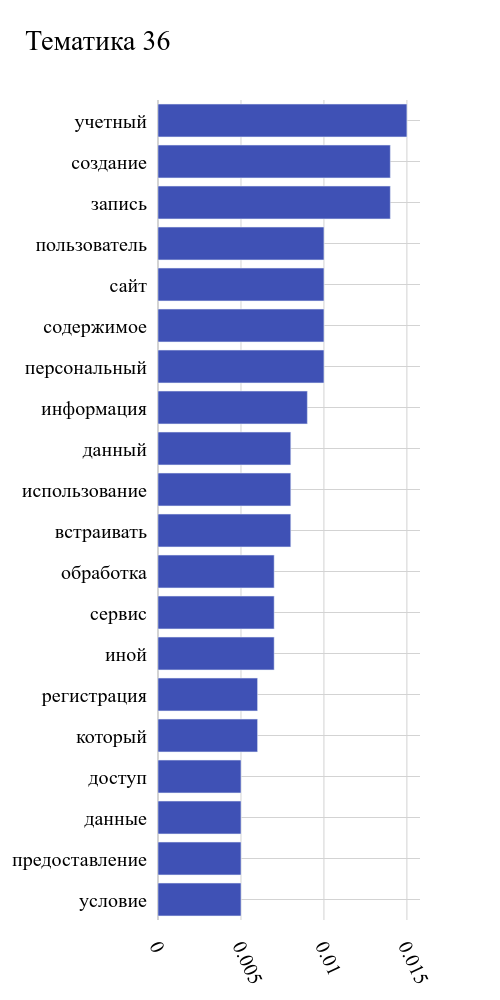 Тематика 36
учетный
создание
запись
пользователь
сайт
содержимое
персональный
информация
данный
использование
встраивать
обработка
сервис
иной
регистрация
который
доступ
данные
предоставление
условие
0
0.005
0.01
0.015